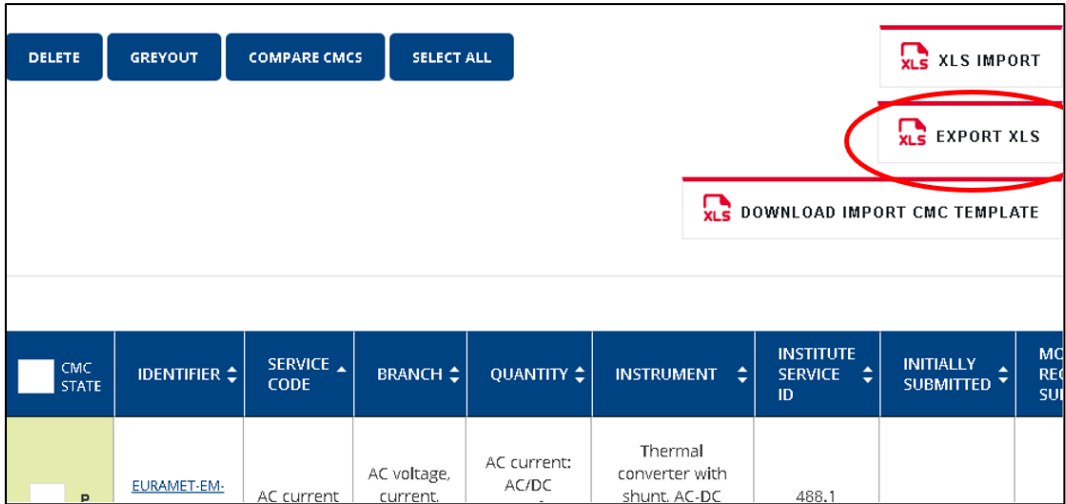 DELETE GREYOUT COMPARE CMCS SELECT ALL
XLS XLS IMPORT
XLS EXPORT XLS
XLS DOWNLOAD IMPORT CMC TEMPLATE
CMC
STATE
IDENTIFIER
SERVICE
CODE
BRANCH
QUANTITY
INSTRUMENT
INSTITUTE
SERVICE
ID
INITIALLY
SUBMITTED
P
EURAMET-EM-
AC current
AC voltage,
current,
AC current:
AC/DC
Thermal
converter with
shunt, AC-DC
488.1